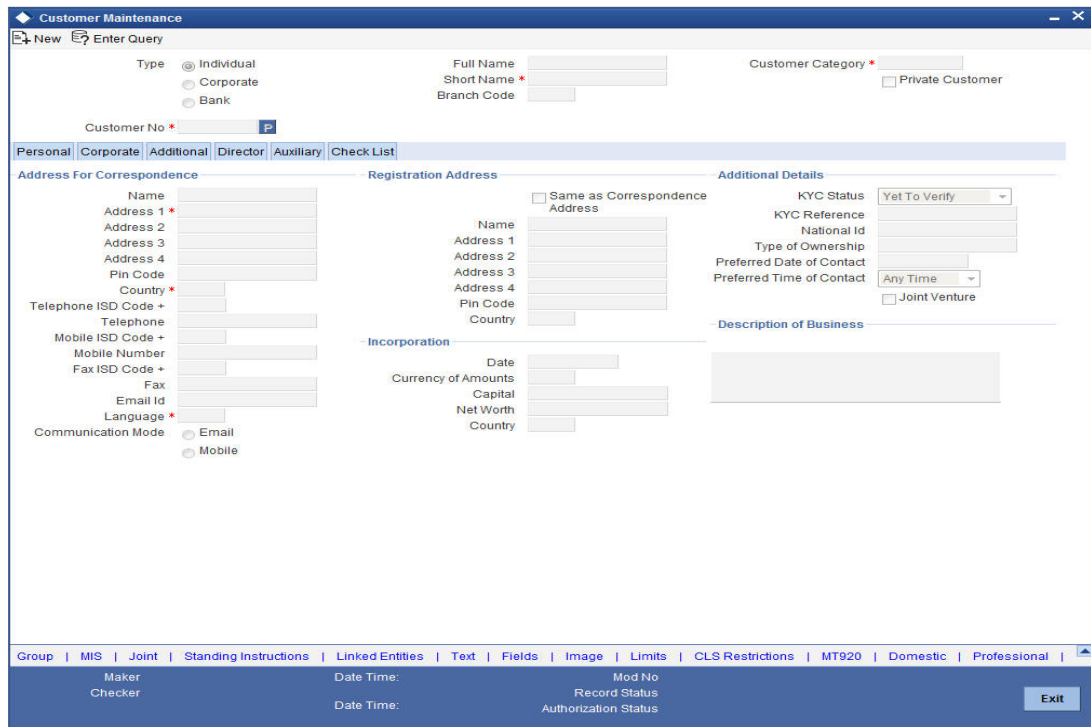 Customer Maintenance
New Enter Query
Type Individual
Corporate
Bank
Customer No * P
Full Name
Short Name *
Branch Code
Customer Category *
Private Customer
Personal Corporate Additional Director Auxiliary Check List
Address For Correspondence
Name
Address 1 *
Address 2
Address 3
Address 4
Pin Code
Country *
Telephone ISD Code +
Telephone
Mobile ISD Code +
Mobile Number
Fax ISD Code +
Fax
Email Id
Language *
Communication Mode Email
Mobile
Registration Address
Same as Correspondence
Address
Name
Address 1
Address 2
Address 3
Address 4
Pin Code
Country
Incorporation
Date
Currency of Amounts
Capital
Net Worth
Country
Additional Details
KYC Status Yet To Verify
KYC Reference
National Id
Type of Ownership
Preferred Date of Contact
Preferred Time of Contact Any Time
Joint Venture
Description of Business
Group | MIS | Joint | Standing Instructions | Linked Entities | Text | Fields | Image | Limits | CLS Restrictions | MT920 | Domestic | Professional |
Maker Date Time: Mod No
Checker Record Status
Date Time: Authorization Status
Exit